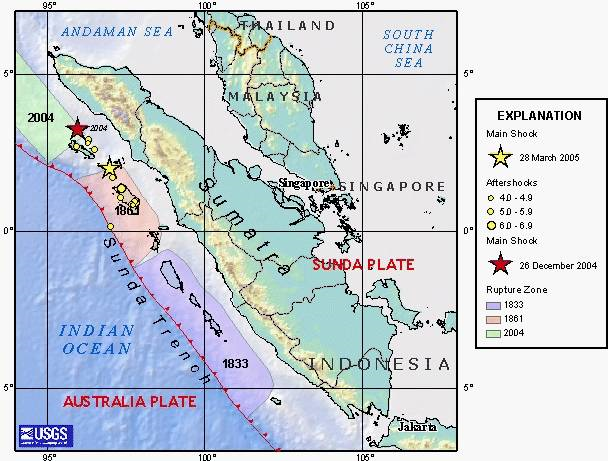 95°
100°
105°
ANDAMAN SEA
THAILAND
SOUTH
CHINA
SEA
5°
5°
MALAYSIA
2004
2004
Singapore
SINGAPORE
1861
Sumatra
0°
0°
SUNDA PLATE
Sunda Trench
INDIAN
OCEAN
1833
INDONESIA
5°
5°
AUSTRALIA PLATE
Jakarta
USGS
95°
100°
105°
EXPLANATION
Main Shock
28 March 2005
Aftershocks
4.0 - 4.9
5.0 - 5.9
6.0 - 6.9
Main Shock
26 December 2004
Rupture Zone
1833
1861
2004